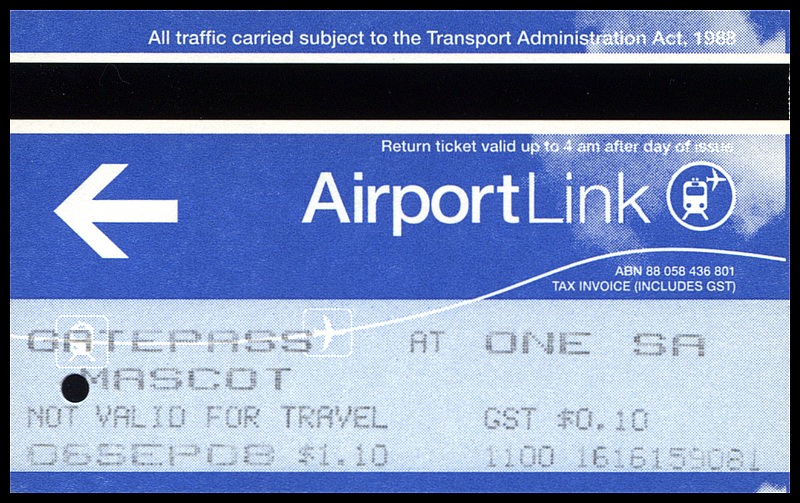 All traffic carried subject to the Transport Administration Act, 1988
Return ticket valid up to 4 am after day of issue
AirportLink
ABN 88 058 436 801
TAX INVOICE (INCLUDES GST)
GATEPASS AT ONE SA
MASCOT
NOT VALID FOR TRAVEL GST $0.10
06SEP08 $1.10 1100 1616159081